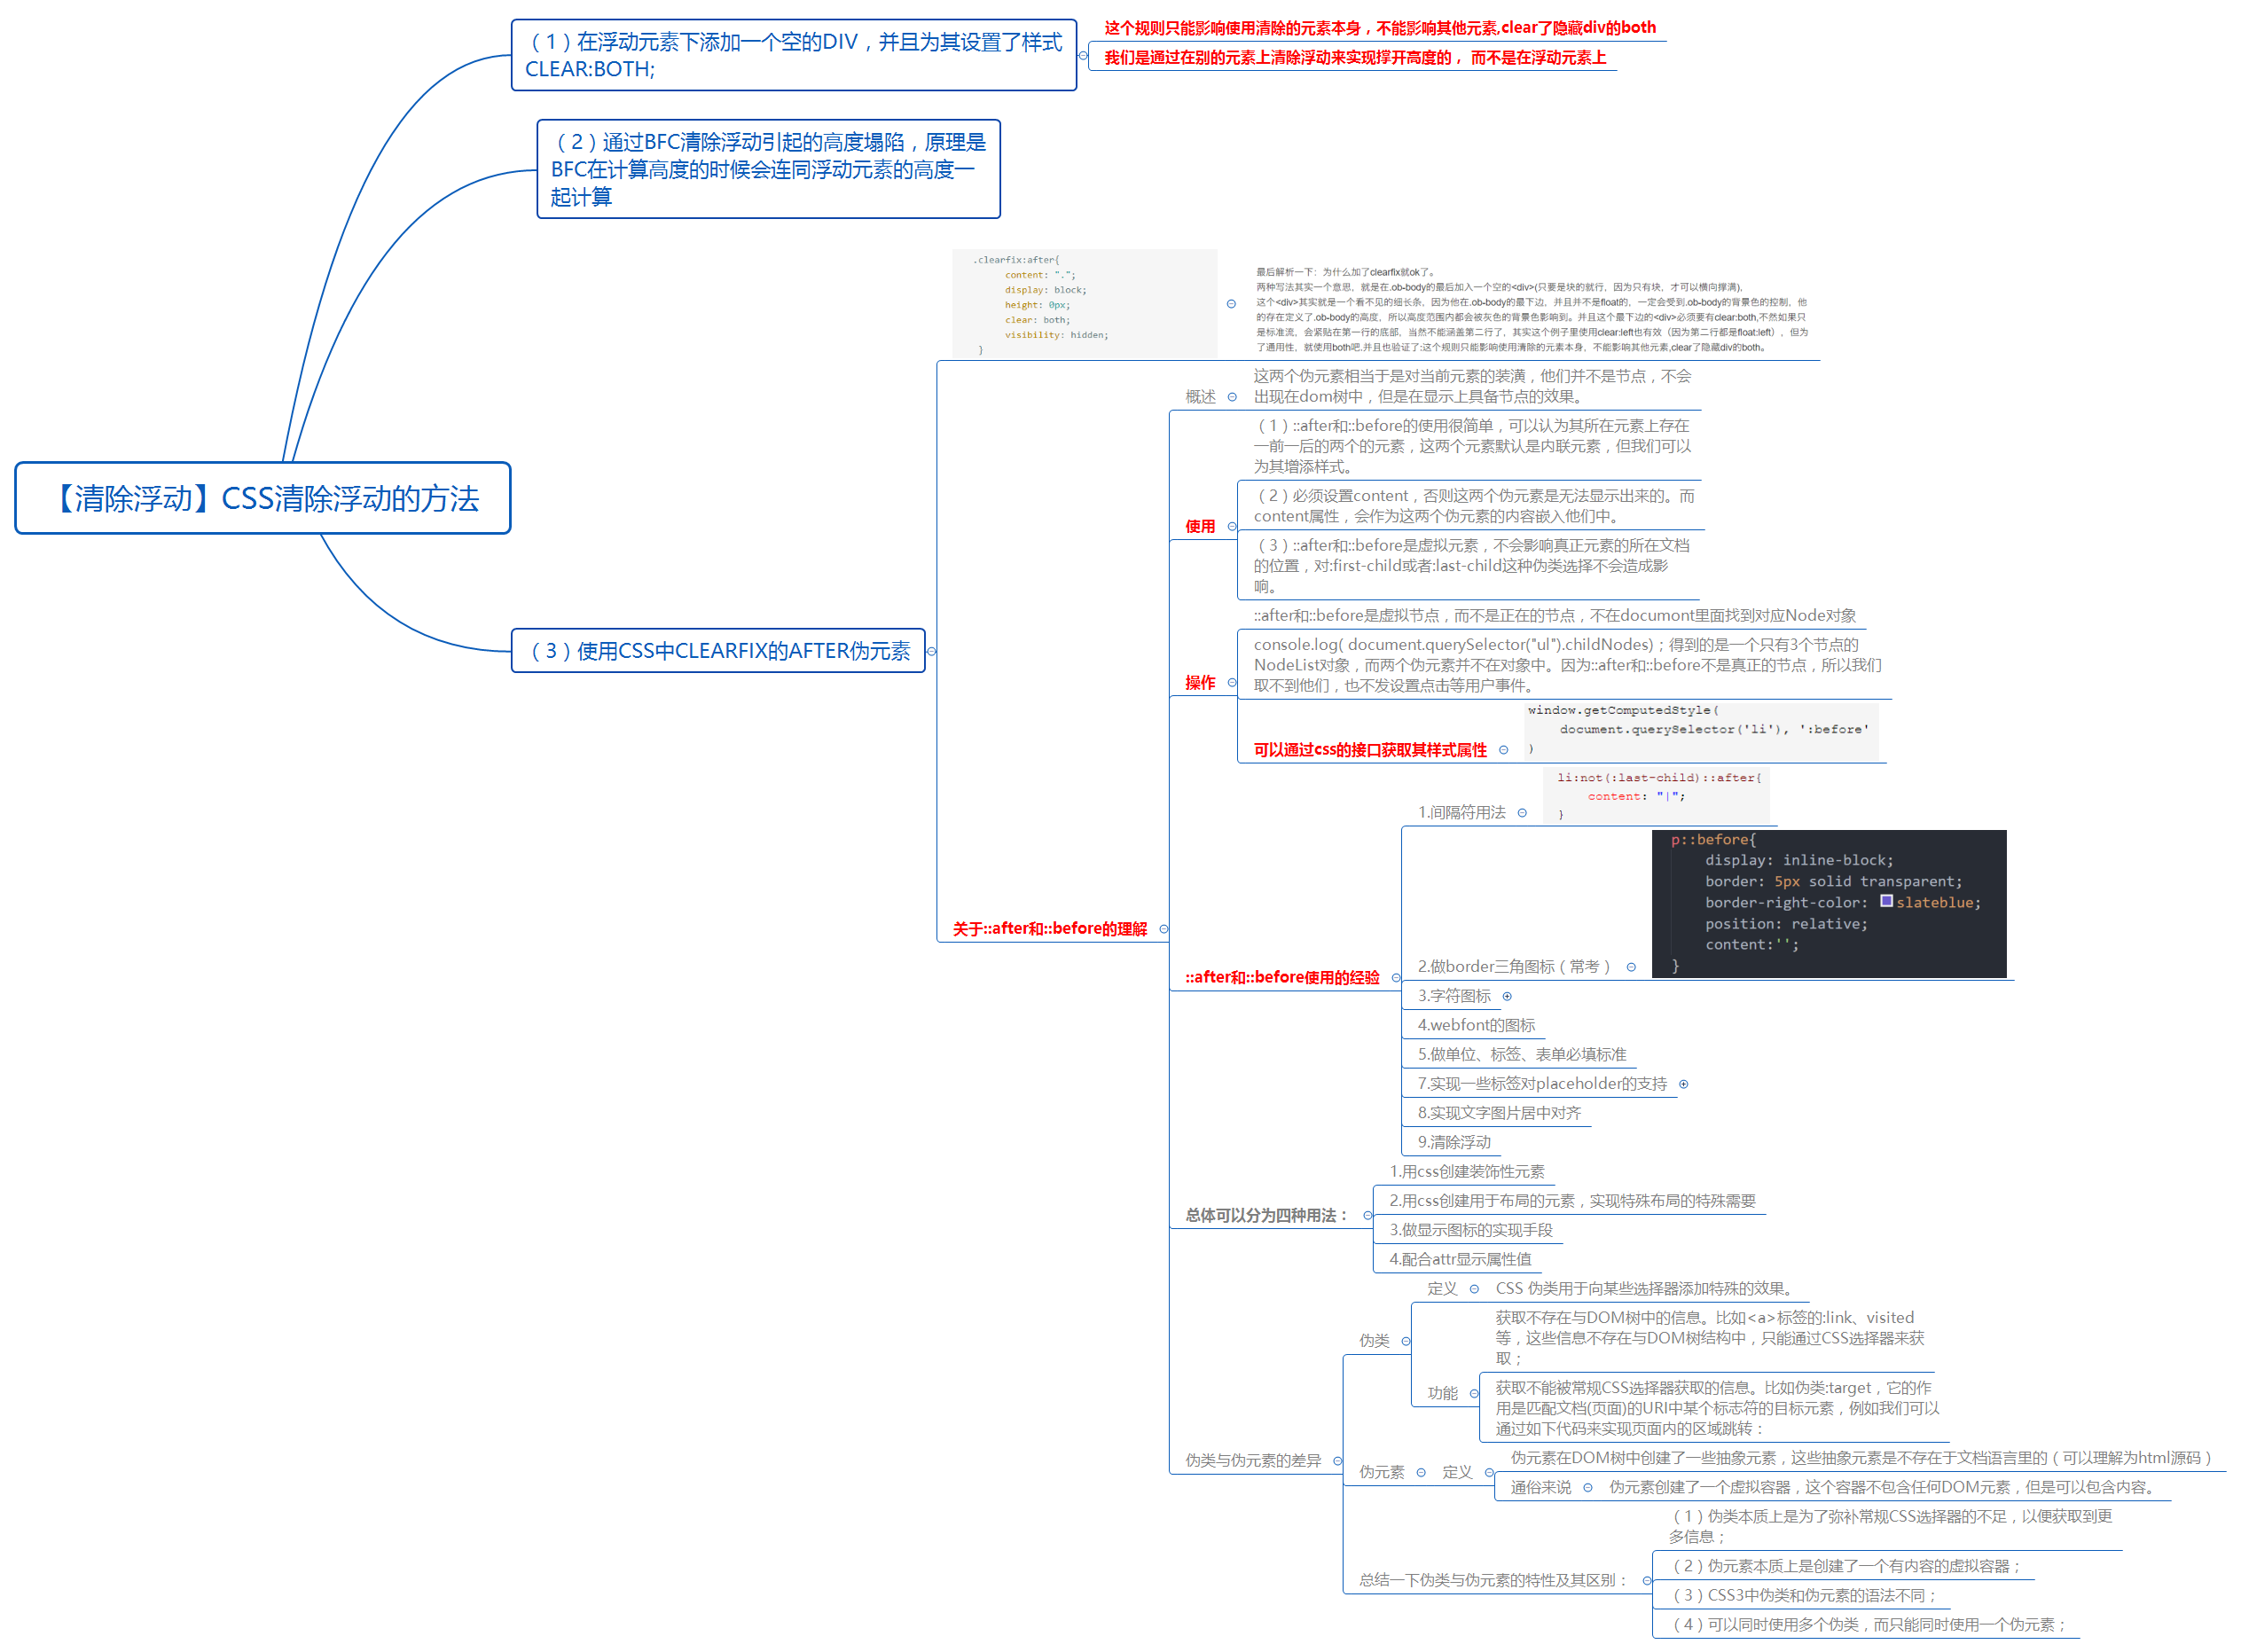 【清除浮动】CSS清除浮动的方法
（1）在浮动元素下添加一个空的DIV，并且为其设置了样式
CLEAR:BOTH;
这个规则只能影响使用清除的元素本身，不能影响其他元素,clear了隐藏div的both
我们是通过在别的元素上清除浮动来实现撑开高度的， 而不是在浮动元素上
（2）通过BFC清除浮动引起的高度塌陷，原理是
BFC在计算高度的时候会连同浮动元素的高度一
起计算
（3）使用CSS中CLEARFIX的AFTER伪元素
.clearfix:after{
content: ".";
display: block;
height: 0px;
clear: both;
visibility: hidden;
}
最后解析一下：为什么加了clearfix就ok了。
两种写法其实一个意思，就是在.ob-body的最后加入一个空的<div>(只要是块的就行，因为只有块，才可以横向撑满),
这个<div>其实就是一个看不见的细长条，因为他在.ob-body的最下边，并且并不是float的，一定会受到.ob-body的背景色的控制，他
的存在定义了.ob-body的高度，所以高度范围内都会被灰色的背景色影响到。并且这个最下边的<div>必须要有clear:both,不然如果只
是标准流，会紧贴在第一行的底部，当然不能涵盖第二行了，其实这个例子里使用clear:left也有效（因为第二行都是float:left），但为
了通用性，就使用both吧.并且也验证了:这个规则只能影响使用清除的元素本身，不能影响其他元素,clear了隐藏div的both。
关于::after和::before的理解
概述
这两个伪元素相当于是对当前元素的装潢，他们并不是节点，不会
出现在dom树中，但是在显示上具备节点的效果。
使用
（1）::after和::before的使用很简单，可以认为其所在元素上存在
一前一后的两个的元素，这两个元素默认是内联元素，但我们可以
为其增添样式。
（2）必须设置content，否则这两个伪元素是无法显示出来的。而
content属性，会作为这两个伪元素的内容嵌入他们中。
（3）::after和::before是虚拟元素，不会影响真正元素的所在文档
的位置，对:first-child或者:last-child这种伪类选择不会造成影
响。
操作
::after和::before是虚拟节点，而不是正在的节点，不在documont里面找到对应Node对象
console.log( document.querySelector("ul").childNodes)；得到的是一个只有3个节点的
NodeList对象，而两个伪元素并不在对象中。因为::after和::before不是真正的节点，所以我们
取不到他们，也不发设置点击等用户事件。
可以通过css的接口获取其样式属性
window.getComputedStyle(
document.querySelector('li'), ':before'
)
::after和::before使用的经验
1.间隔符用法
li:not(:last-child)::after{
content: "|";
}
2.做border三角图标（常考）
p::before{
display: inline-block;
border: 5px solid transparent;
border-right-color: slateblue;
position: relative;
content:'';
}
3.字符图标
4.webfont的图标
5.做单位、标签、表单必填标准
7.实现一些标签对placeholder的支持
8.实现文字图片居中对齐
9.清除浮动
总体可以分为四种用法：
1.用css创建装饰性元素
2.用css创建用于布局的元素，实现特殊布局的特殊需要
3.做显示图标的实现手段
4.配合attr显示属性值
伪类与伪元素的差异
伪类
定义
CSS 伪类用于向某些选择器添加特殊的效果。
功能
获取不存在与DOM树中的信息。比如<a>标签的:link、visited
等，这些信息不存在与DOM树结构中，只能通过CSS选择器来获
取；
获取不能被常规CSS选择器获取的信息。比如伪类:target，它的作
用是匹配文档(页面)的URI中某个标志符的目标元素，例如我们可以
通过如下代码来实现页面内的区域跳转：
伪元素
定义
伪元素在DOM树中创建了一些抽象元素，这些抽象元素是不存在于文档语言里的（可以理解为html源码）
通俗来说
伪元素创建了一个虚拟容器，这个容器不包含任何DOM元素，但是可以包含内容。
总结一下伪类与伪元素的特性及其区别：
（1）伪类本质上是为了弥补常规CSS选择器的不足，以便获取到更
多信息；
（2）伪元素本质上是创建了一个有内容的虚拟容器；
（3）CSS3中伪类和伪元素的语法不同；
（4）可以同时使用多个伪类，而只能同时使用一个伪元素；